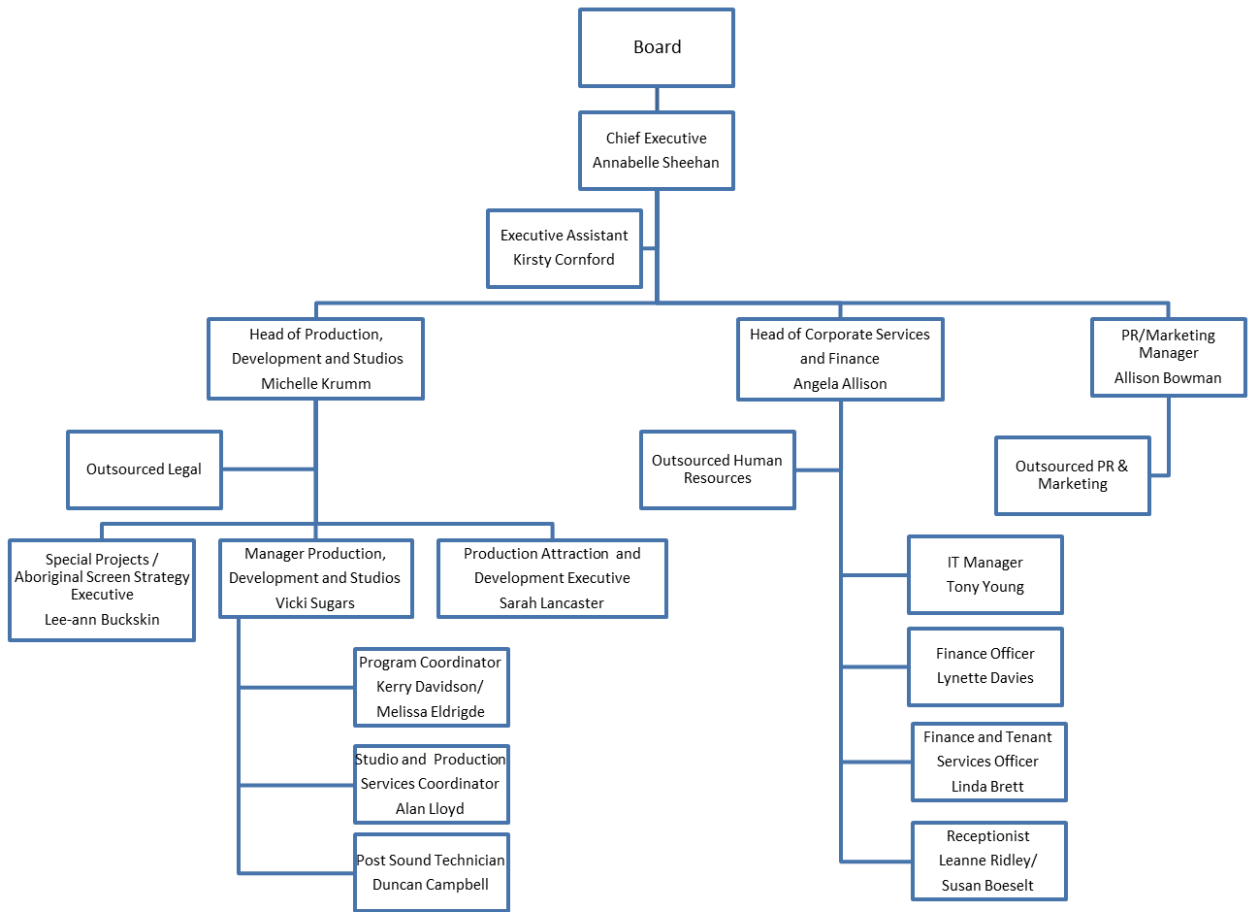 Board
Chief Executive
Annabelle Sheehan
Executive Assistant
Kirsty Cornford
Head of Production,
Development and Studios
Michelle Krumm
Head of Corporate Services
and Finance
Angela Allison
PR/Marketing
Manager
Allison Bowman
Outsourced Legal
Outsourced Human
Resources
Outsourced PR &
Marketing
Special Projects /
Aboriginal Screen Strategy
Executive
Lee-ann Buckskin
Manager Production,
Development and Studios
Vicki Sugars
Production Attraction and
Development Executive
Sarah Lancaster
Program Coordinator
Kerry Davidson/
Melissa Eldrigde
Studio and Production
Services Coordinator
Alan Lloyd
Post Sound Technician
Duncan Campbell
IT Manager
Tony Young
Finance Officer
Lynette Davies
Finance and Tenant
Services Officer
Linda Brett
Receptionist
Leanne Ridley/
Susan Boeselt